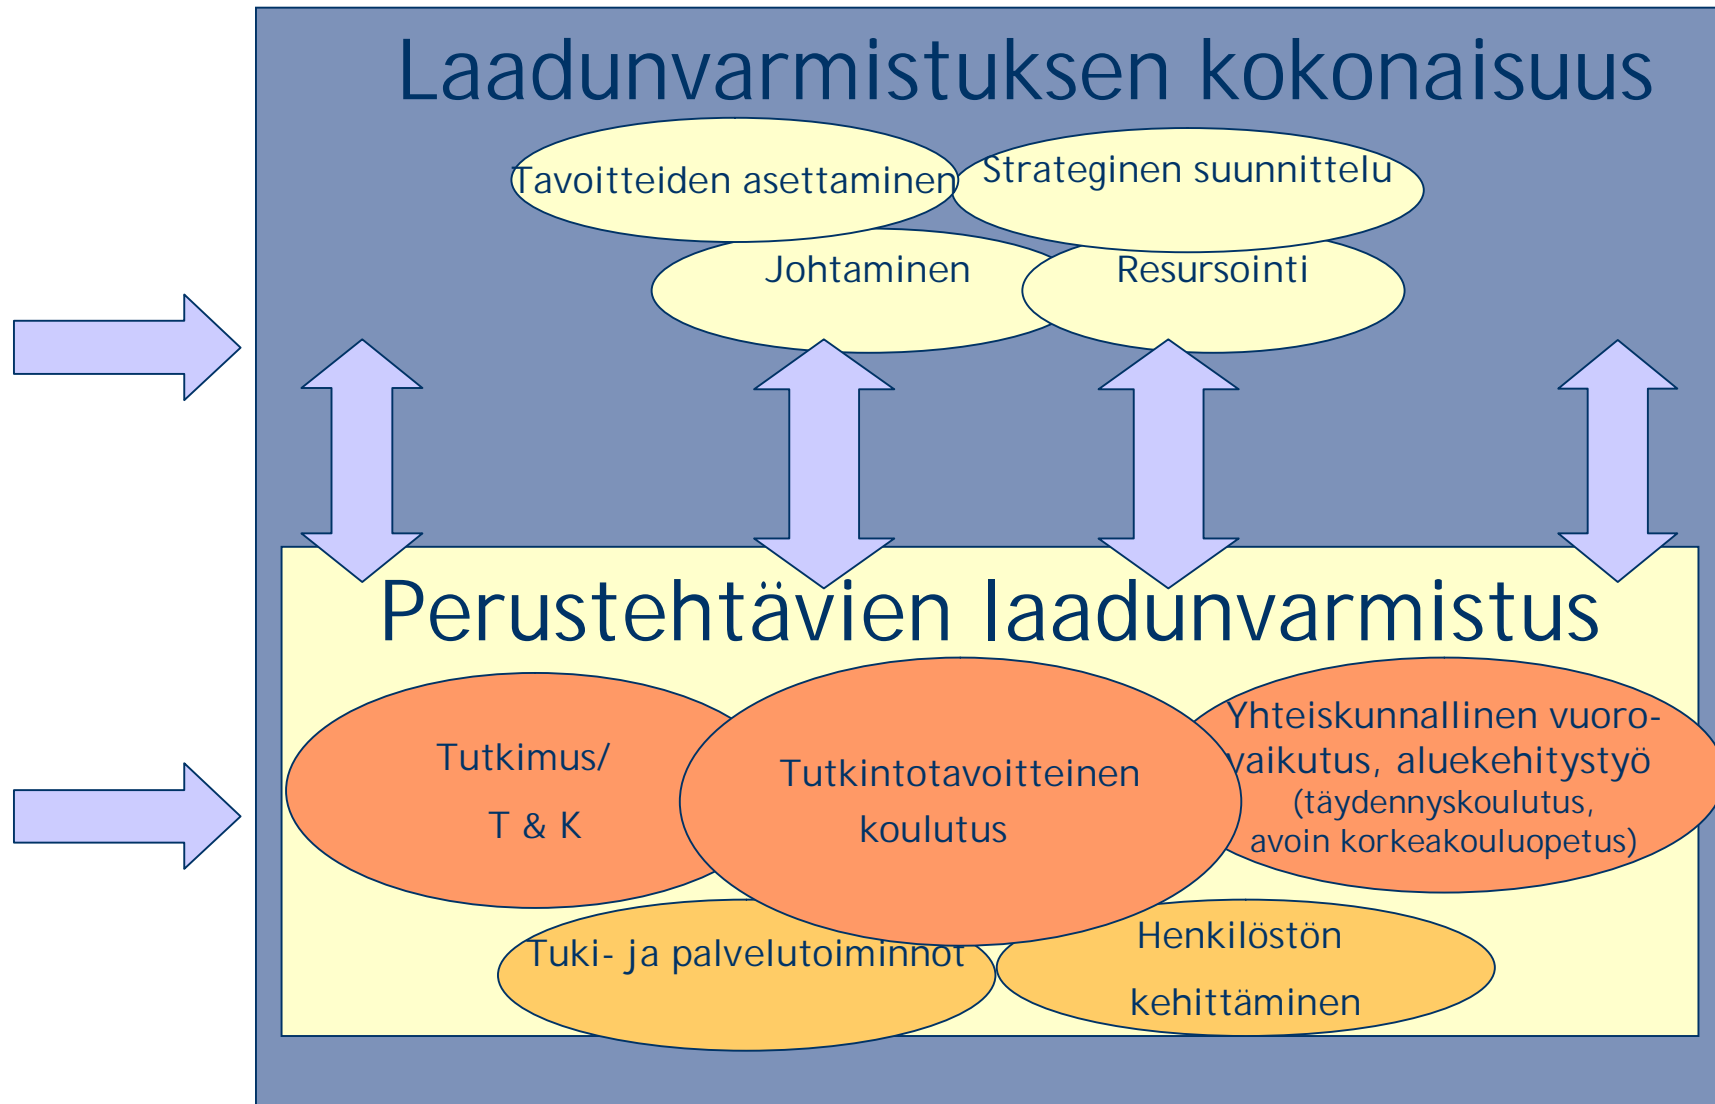 Laadunvarmistuksen kokonaisuus
Tavoitteiden asettaminen
Strateginen suunnittelu
Johtaminen
Resursointi
Perustehtävien laadunvarmistus
Tutkimus/
T & K
Tutkintotavoitteinen
koulutus
Yhteiskunnallinen vuoro-
vaikutus, aluekehitystyö
(täydennyskoulutus,
avoin korkeakouluopetus)
Tuki- ja palvelutoiminnot
Henkilöstön
kehittäminen